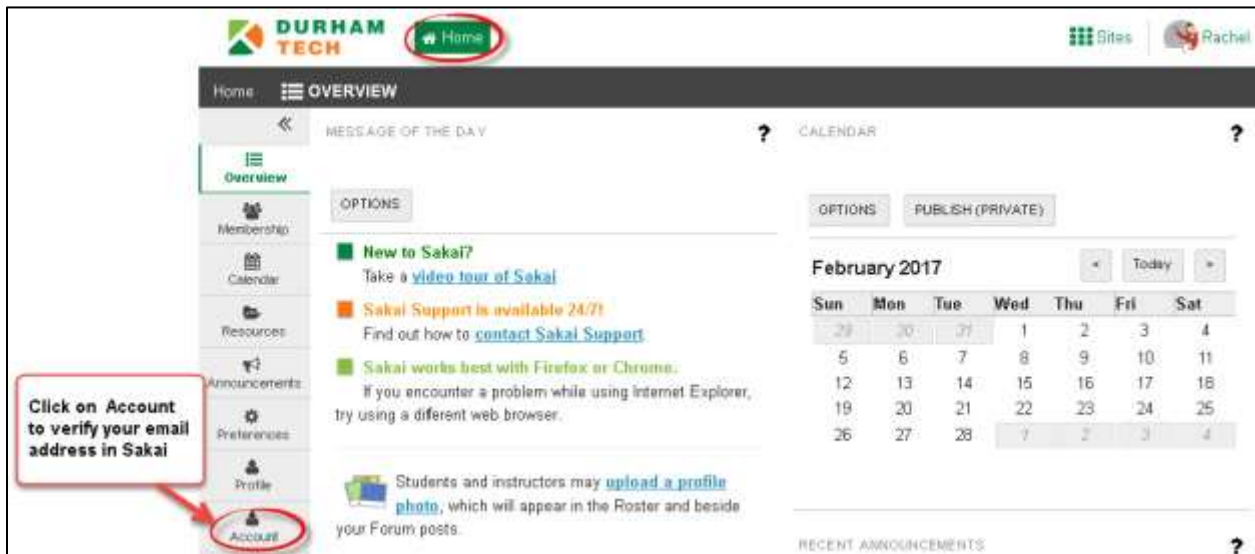 DURHAM
TECH
Home
Sites
Rachel
Home
OVERVIEW
«
Overview
Membership
Calendar
Resources
Announcements
Preferences
Profile
Account
Click on Account
to verify your email
address in Sakai
MESSAGE OF THE DAY
?
OPTIONS
New to Sakai?
Take a video tour of Sakai
Sakai Support is available 24/7!
Find out how to contact Sakai Support
Sakai works best with Firefox or Chrome.
If you encounter a problem while using Internet Explorer,
try using a different web browser.
Students and instructors may upload a profile
photo, which will appear in the Roster and beside
your Forum posts.
CALENDAR
?
OPTIONS
PUBLISH (PRIVATE)
February 2017
«
Today
»
Sun Mon Tue Wed Thu Fri Sat
29 30 31 1 2 3 4
5 6 7 8 9 10 11
12 13 14 15 16 17 18
19 20 21 22 23 24 25
26 27 28 1 2 3 4
RECENT ANNOUNCEMENTS
?